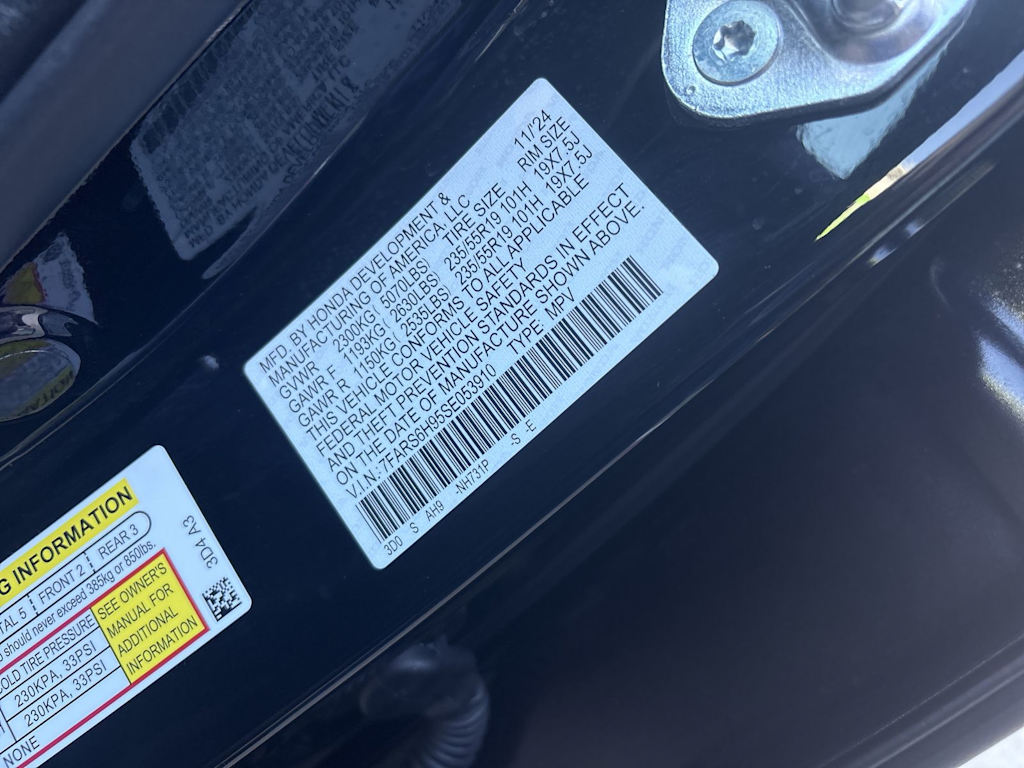 MFD. BY HONDA DEVELOPMENT &
MANUFACTURING OF AMERICA, LLC 11/24
GVWR 2300KG 5070LBS TIRE SIZE RIM SIZE
GAWR F 1193KG 2630LBS 235/55R19 101H 19X7.5J
GAWR R 1150KG 2535LBS 235/55R19 101H 19X7.5J
THIS VEHICLE CONFORMS TO ALL APPLICABLE
FEDERAL MOTOR VEHICLE SAFETY
AND THEFT PREVENTION STANDARDS IN EFFECT
ON THE DATE OF MANUFACTURE SHOWN ABOVE.
V.I.N:7FARS6H95SE053910 TYPE MPV
3D0 S AH9 -NH731P S E
G INFORMATION
TAL 5 FRONT 2 REAR 3
should never exceed 385kg or 850lbs.
COLD TIRE PRESSURE
230KPA, 33PSI
230KPA, 33PSI
NONE
SEE OWNER'S
MANUAL FOR
ADDITIONAL
INFORMATION
3D4 A3